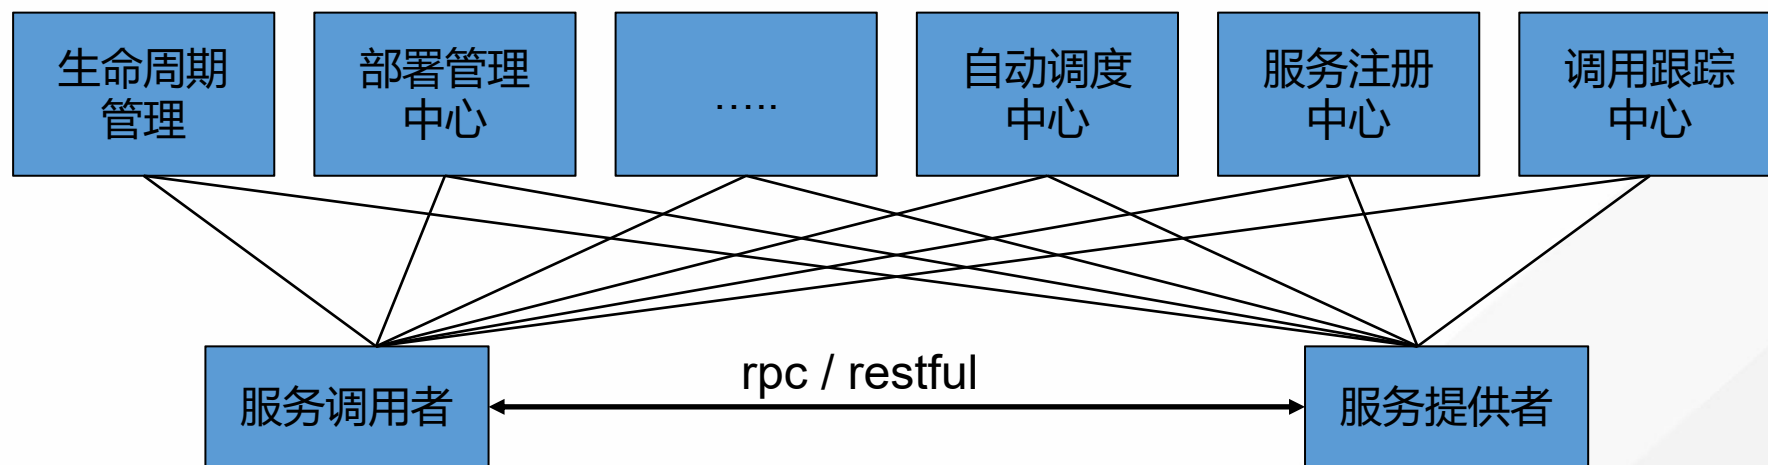 生命周期
管理
部署管理
中心
.....
自动调度
中心
服务注册
中心
调用跟踪
中心
服务调用者
rpc / restful
服务提供者